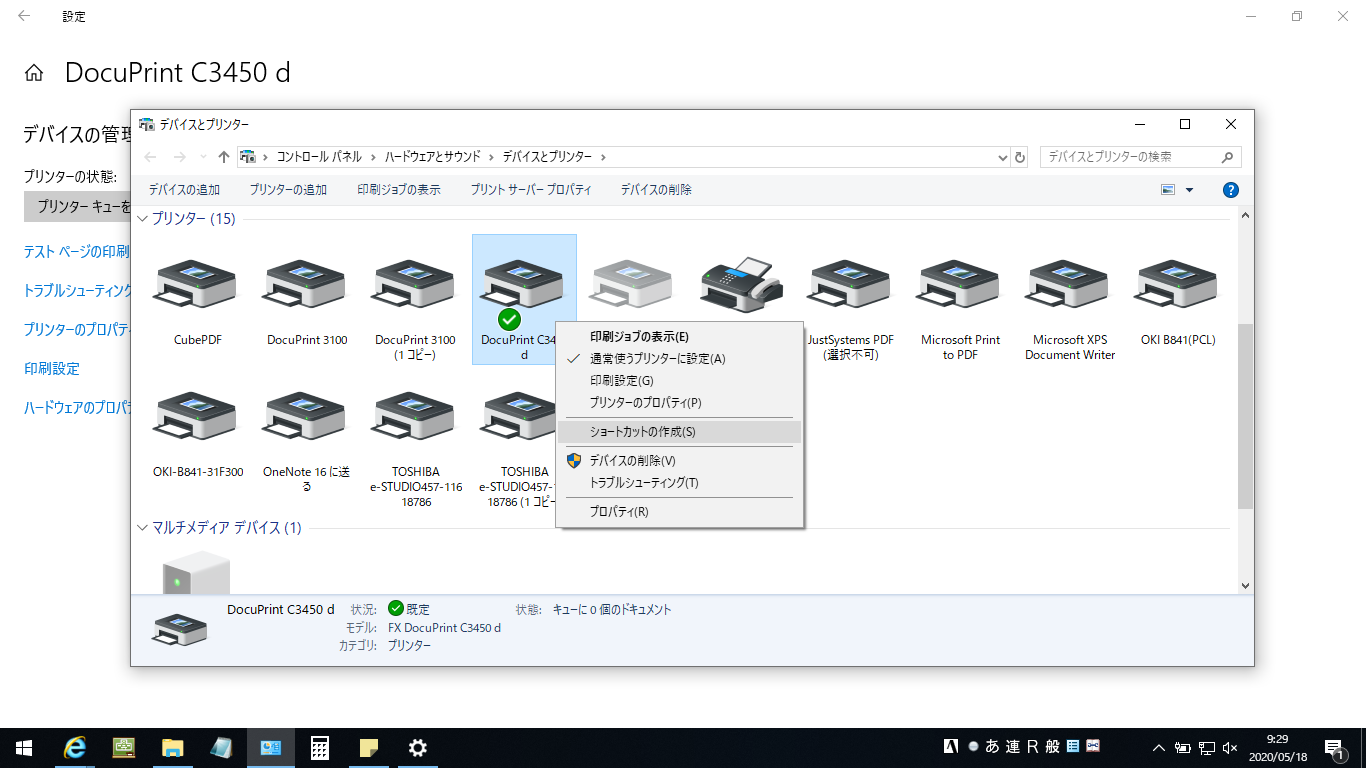 設定
DocuPrint C3450 d
デバイスの管理
プリンターの状態:
プリンター キューを
テスト ページの印刷
トラブルシューティング
プリンターのプロパティ
印刷設定
ハードウェアのプロパ
デバイスとプリンター
コントロール パネル › ハードウェアとサウンド › デバイスとプリンター ›
デバイスとプリンターの検索
デバイスの追加 プリンターの追加 印刷ジョブの表示 プリント サーバー プロパティ デバイスの削除
プリンター (15)
CubePDF
DocuPrint 3100
DocuPrint 3100
(1 コピー)
DocuPrint C34
d
JustSystems PDF
(選択不可)
Microsoft Print
to PDF
Microsoft XPS
Document Writer
OKI B841(PCL)
印刷ジョブの表示(E)
通常使うプリンターに設定(A)
印刷設定(G)
プリンターのプロパティ(P)
ショートカットの作成(S)
デバイスの削除(V)
トラブルシューティング(T)
プロパティ(R)
OKI-B841-31F300
OneNote 16 に送
る
TOSHIBA
e-STUDIO457-116
18786
TOSHIBA
e-STUDIO457-
18786 (1 コピー
マルチメディア デバイス (1)
DocuPrint C3450 d 状況: 既定 状態: キューに 0 個のドキュメント
モデル: FX DocuPrint C3450 d
カテゴリ: プリンター
あ 連 R 般
9:29
2020/05/18
1